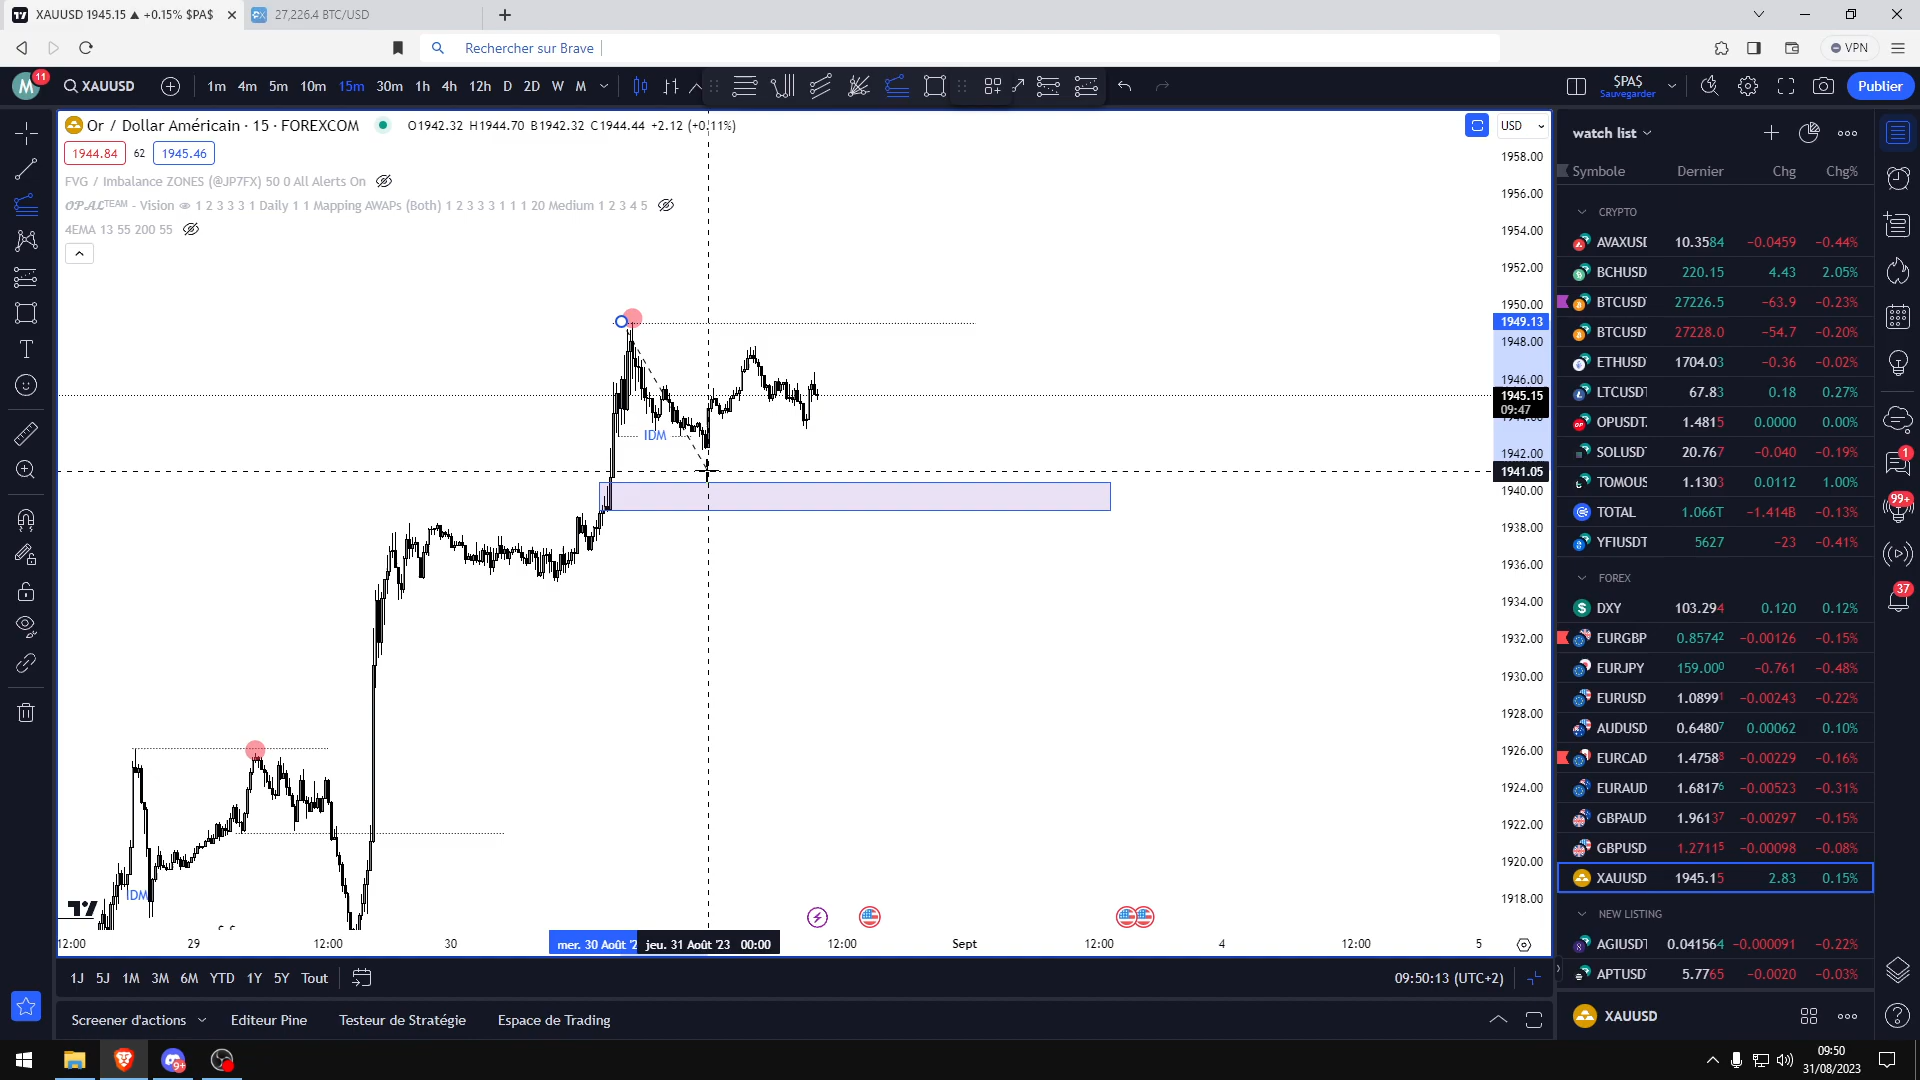 XAUUSD 1945.15 ▲ +0.15% $PA$
27,226.4 BTC/USD
Rechercher sur Brave
VPN
M
11
XAUUSD
1m 4m 5m 10m 15m 30m 1h 4h 12h D 2D W M
$PA$
Sauvegarder
Publier
Or / Dollar Américain · 15 · FOREXCOM
O1942.32 H1944.70 B1942.32 C1944.44 +2.12 (+0.11%)
USD
1944.84 62 1945.46
FVG / Imbalance ZONES (@JP7FX) 50 0 All Alerts On
OPALTEAM - Vision 1 2 3 3 3 1 Daily 1 1 Mapping AWAPs (Both) 1 2 3 3 3 1 1 1 20 Medium 1 2 3 4 5
4EMA 13 55 200 55
IDM
IDM
1958.00
1956.00
1954.00
1952.00
1950.00
1949.13
1948.00
1946.00
1945.15
09:47
1942.00
1941.05
1940.00
1938.00
1936.00
1934.00
1932.00
1930.00
1928.00
1926.00
1924.00
1922.00
1920.00
1918.00
12:00 29 12:00 30 mer. 30 Août '2 jeu. 31 Août '23 00:00 12:00 Sept 12:00 4 12:00 5
1J 5J 1M 3M 6M YTD 1Y 5Y Tout
09:50:13 (UTC+2)
Screener d'actions Editeur Pine Testeur de Stratégie Espace de Trading
watch list
Symbole Dernier Chg Chg%
CRYPTO
AVAXUSD 10.3584 −0.0459 −0.44%
BCHUSD 220.15 4.43 2.05%
BTCUSD 27226.5 −63.9 −0.23%
BTCUSD 27228.0 −54.7 −0.20%
ETHUSD 1704.03 −0.36 −0.02%
LTCUSDT 67.83 0.18 0.27%
OPUSDT. 1.4815 0.0000 0.00%
SOLUSD 20.767 −0.040 −0.19%
TOMOUS 1.1303 0.0112 1.00%
TOTAL 1.066T −1.414B −0.13%
YFIUSDT 5627 −23 −0.41%
FOREX
DXY 103.294 0.120 0.12%
EURGBP 0.85742 −0.00126 −0.15%
EURJPY 159.000 −0.761 −0.48%
EURUSD 1.08991 −0.00243 −0.22%
AUDUSD 0.64807 0.00062 0.10%
EURCAD 1.47588 −0.00229 −0.16%
EURAUD 1.68176 −0.00523 −0.31%
GBPAUD 1.96137 −0.00297 −0.15%
GBPUSD 1.27115 −0.00098 −0.08%
XAUUSD 1945.15 2.83 0.15%
NEW LISTING
AGIUSDT 0.041564 −0.000091 −0.22%
APTUSD 5.7765 −0.0020 −0.03%
XAUUSD
1
99+
37
9+
09:50
31/08/2023